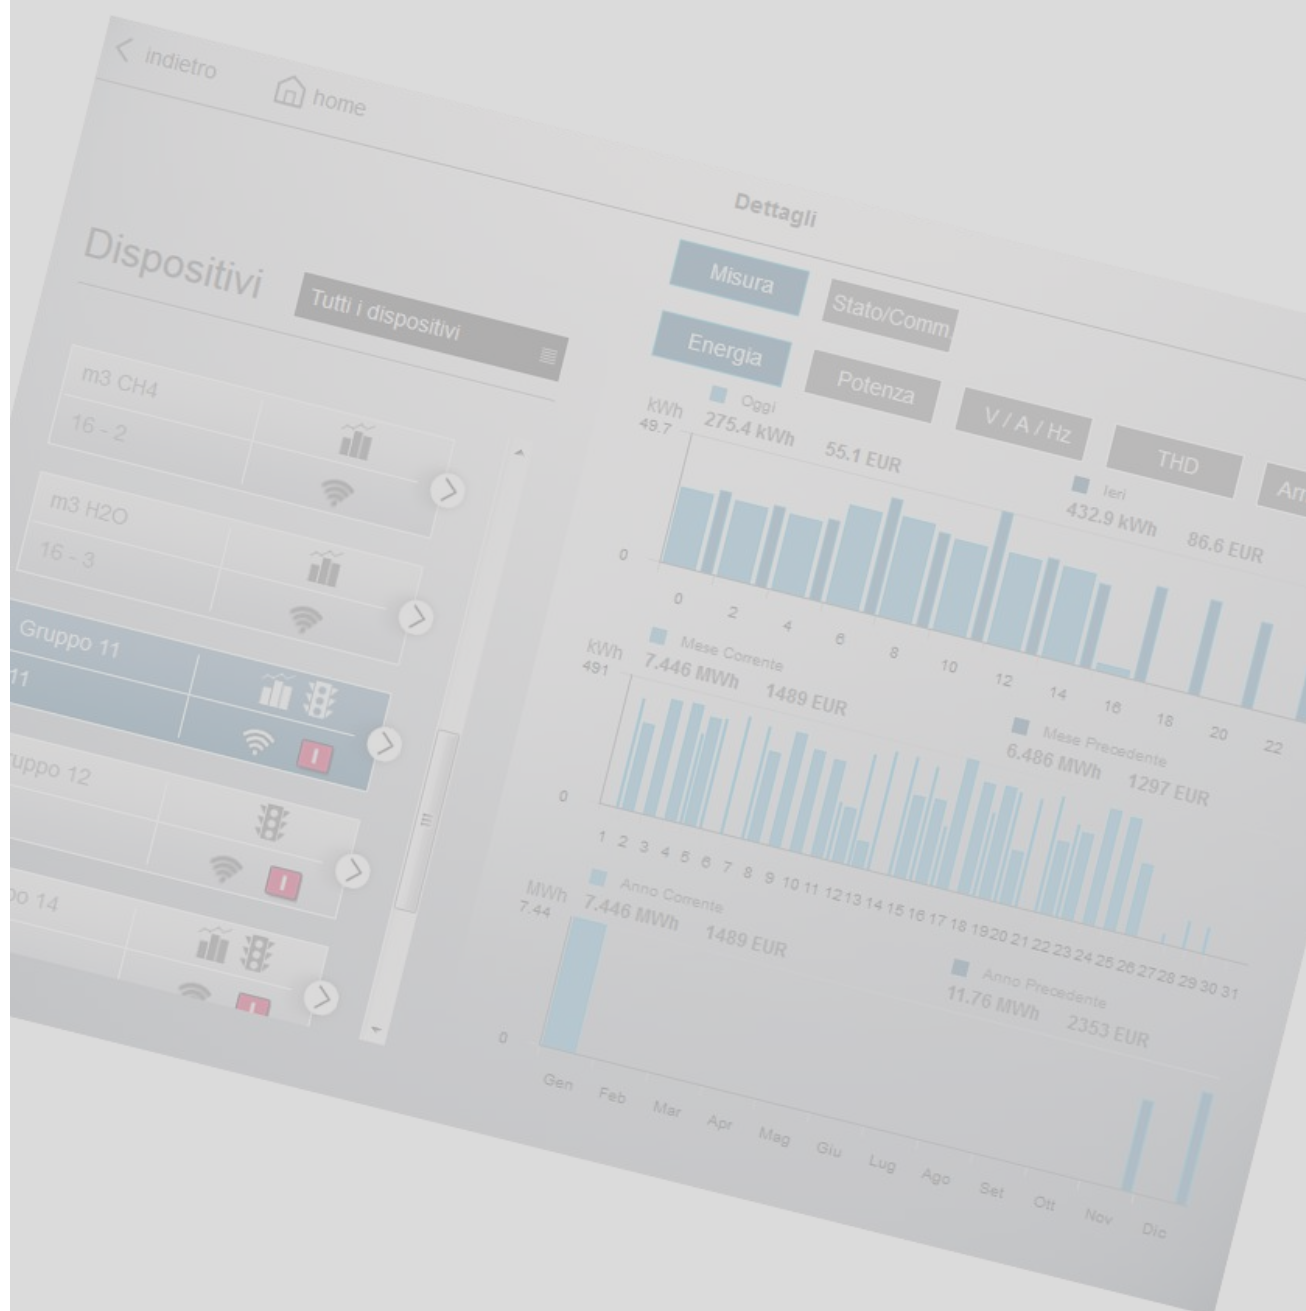 indietro
home
Dettagli
Dispositivi
Tutti i dispositivi
Misura
Stato/Comm.
Energia
Potenza
V / A / Hz
THD
m3 CH4
16 - 2
m3 H2O
16 - 3
Gruppo 11
11
uppo 12
po 14
kWh
49.7
0
Oggi
275.4 kWh 55.1 EUR
Ieri
432.9 kWh 86.6 EUR
0 2 4 6 8 10 12 14 16 18 20 22
kWh
491
0
Mese Corrente
7.446 MWh 1489 EUR
Mese Precedente
6.486 MWh 1297 EUR
1 2 3 4 5 6 7 8 9 10 11 12 13 14 15 16 17 18 19 20 21 22 23 24 25 26 27 28 29 30 31
MWh
7.44
0
Anno Corrente
7.446 MWh 1489 EUR
Anno Precedente
11.76 MWh 2353 EUR
Gen Feb Mar Apr Mag Giu Lug Ago Set Ott Nov Dic